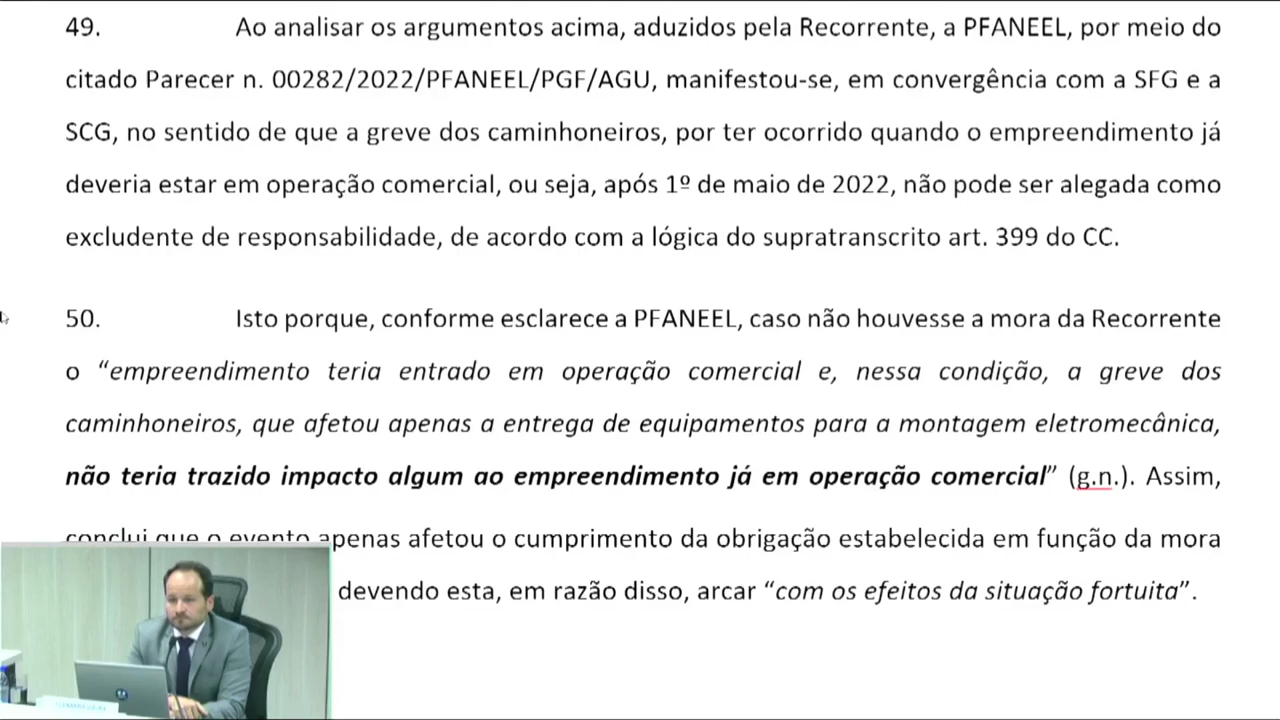 49. Ao analisar os argumentos acima, aduzidos pela Recorrente, a PFANEEL, por meio do
citado Parecer n. 00282/2022/PFANEEL/PGF/AGU, manifestou-se, em convergência com a SFG e a
SCG, no sentido de que a greve dos caminhoneiros, por ter ocorrido quando o empreendimento já
deveria estar em operação comercial, ou seja, após 1º de maio de 2022, não pode ser alegada como
excludente de responsabilidade, de acordo com a lógica do supratranscrito art. 399 do CC.
50. Isto porque, conforme esclarece a PFANEEL, caso não houvesse a mora da Recorrente
o “empreendimento teria entrado em operação comercial e, nessa condição, a greve dos
caminhoneiros, que afetou apenas a entrega de equipamentos para a montagem eletromecânica,
não teria trazido impacto algum ao empreendimento já em operação comercial” (g.n.). Assim,
conclui que o evento apenas afetou o cumprimento da obrigação estabelecida em função da mora
devendo esta, em razão disso, arcar “com os efeitos da situação fortuita”.